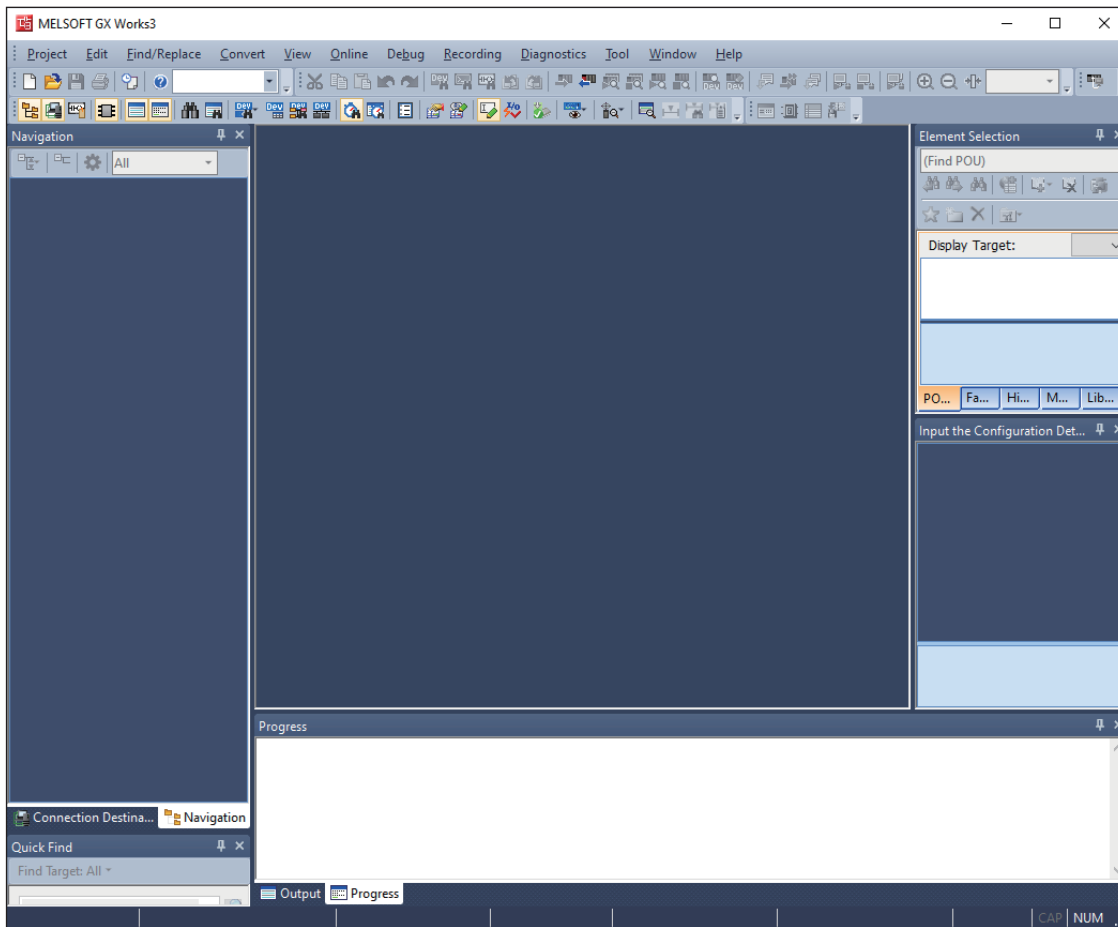 MELSOFT GX Works3
Project Edit Find/Replace Convert View Online Debug Recording Diagnostics Tool Window Help
Navigation
All
Element Selection
(Find POU)
Display Target:
PO... Fa... Hi... M... Lib...
Input the Configuration Det...
Progress
Connection Destina... Navigation
Quick Find
Find Target: All
Output Progress
CAP NUM